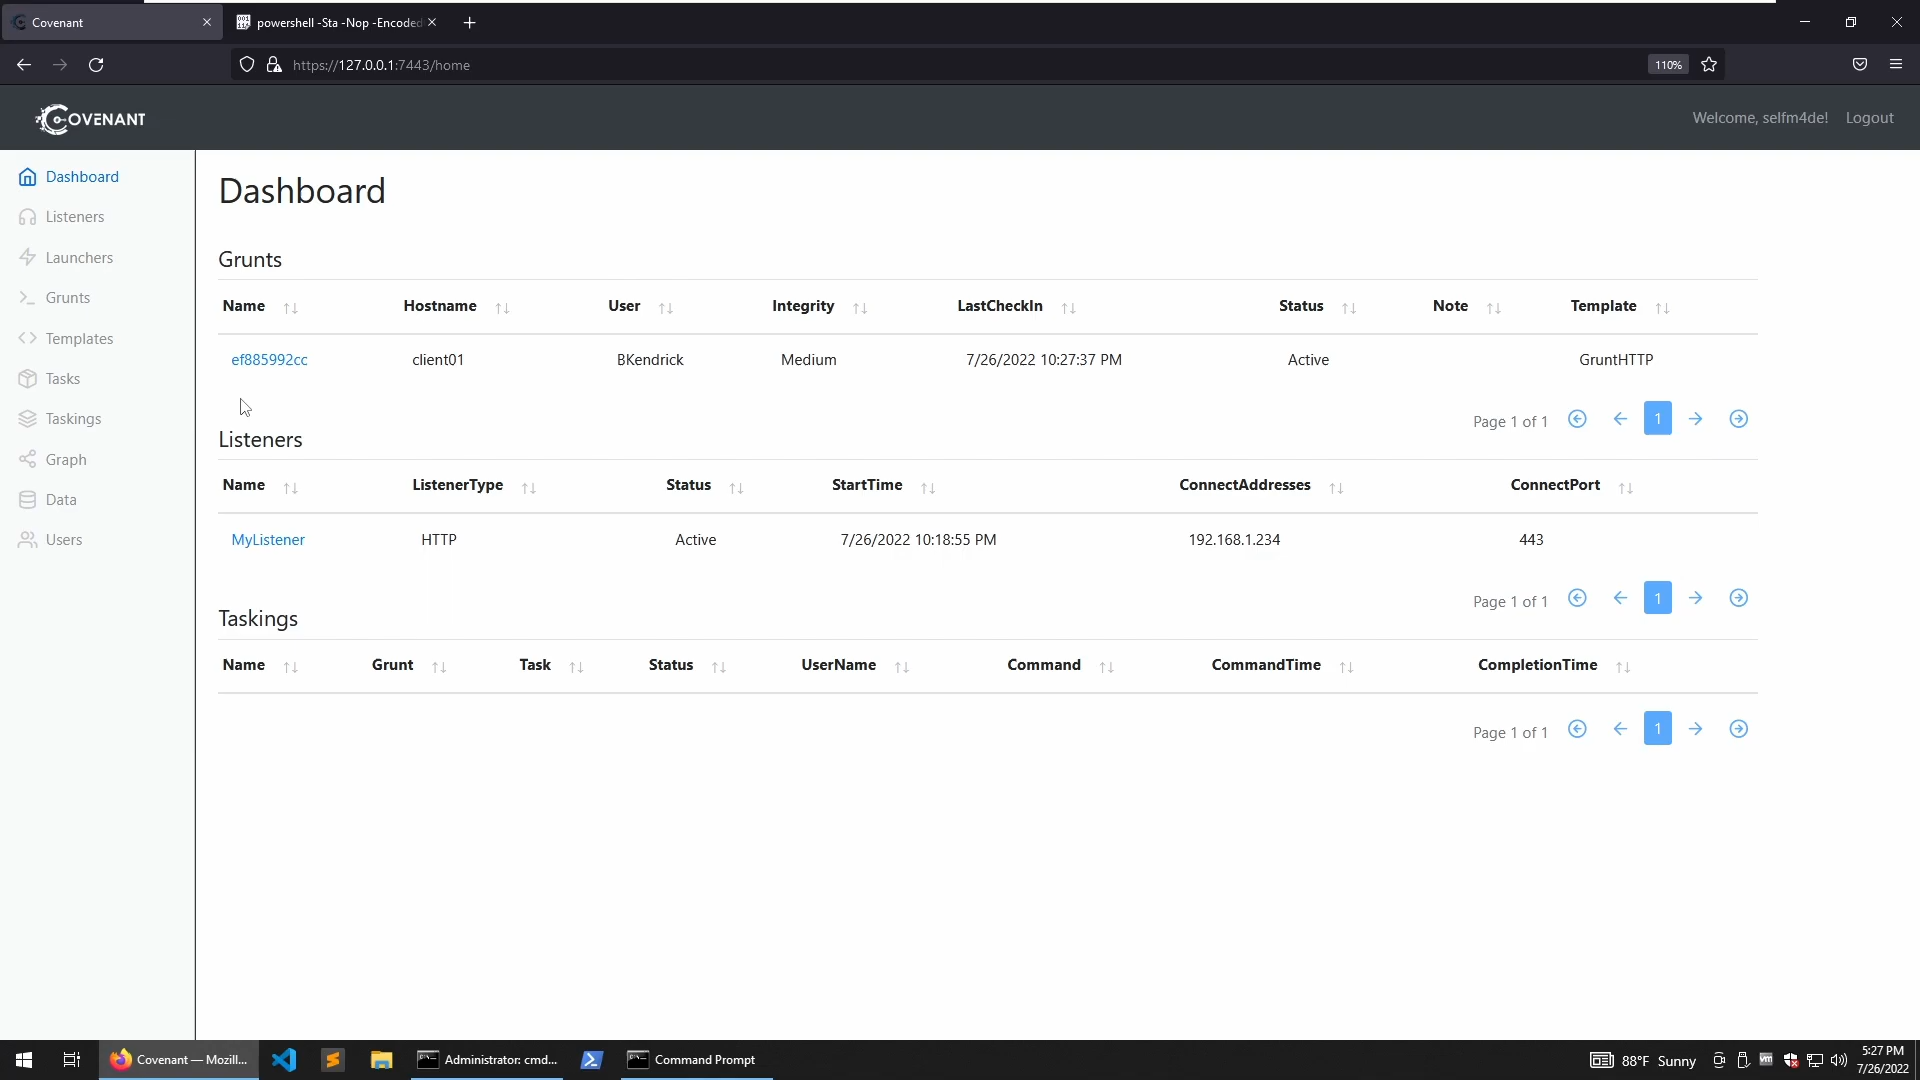 Covenant
powershell -Sta -Nop -Encoded
https://127.0.0.1:7443/home
110%
COVENANT
Welcome, selfm4de!
Logout
Dashboard
Listeners
Launchers
Grunts
Templates
Tasks
Taskings
Graph
Data
Users
Dashboard
Grunts
Name Hostname User Integrity LastCheckIn Status Note Template
ef885992cc client01 BKendrick Medium 7/26/2022 10:27:37 PM Active GruntHTTP
Page 1 of 1 1
Listeners
Name ListenerType Status StartTime ConnectAddresses ConnectPort
MyListener HTTP Active 7/26/2022 10:18:55 PM 192.168.1.234 443
Page 1 of 1 1
Taskings
Name Grunt Task Status UserName Command CommandTime CompletionTime
Page 1 of 1 1
Covenant — Mozill...
Administrator: cmd...
Command Prompt
88°F Sunny
5:27 PM
7/26/2022